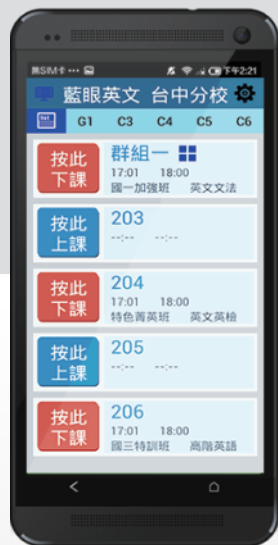 無SIM卡 ... 下午2:21
藍眼英文 台中分校
list G1 C3 C4 C5 C6
按此下課 群組一
17:01 18:00
國一加強班 英文文法
按此上課 203
--:-- --:--
按此下課 204
17:01 18:00
特色菁英班 英文英檢
按此上課 205
--:-- --:--
按此下課 206
17:01 18:00
國三特訓班 高階英語